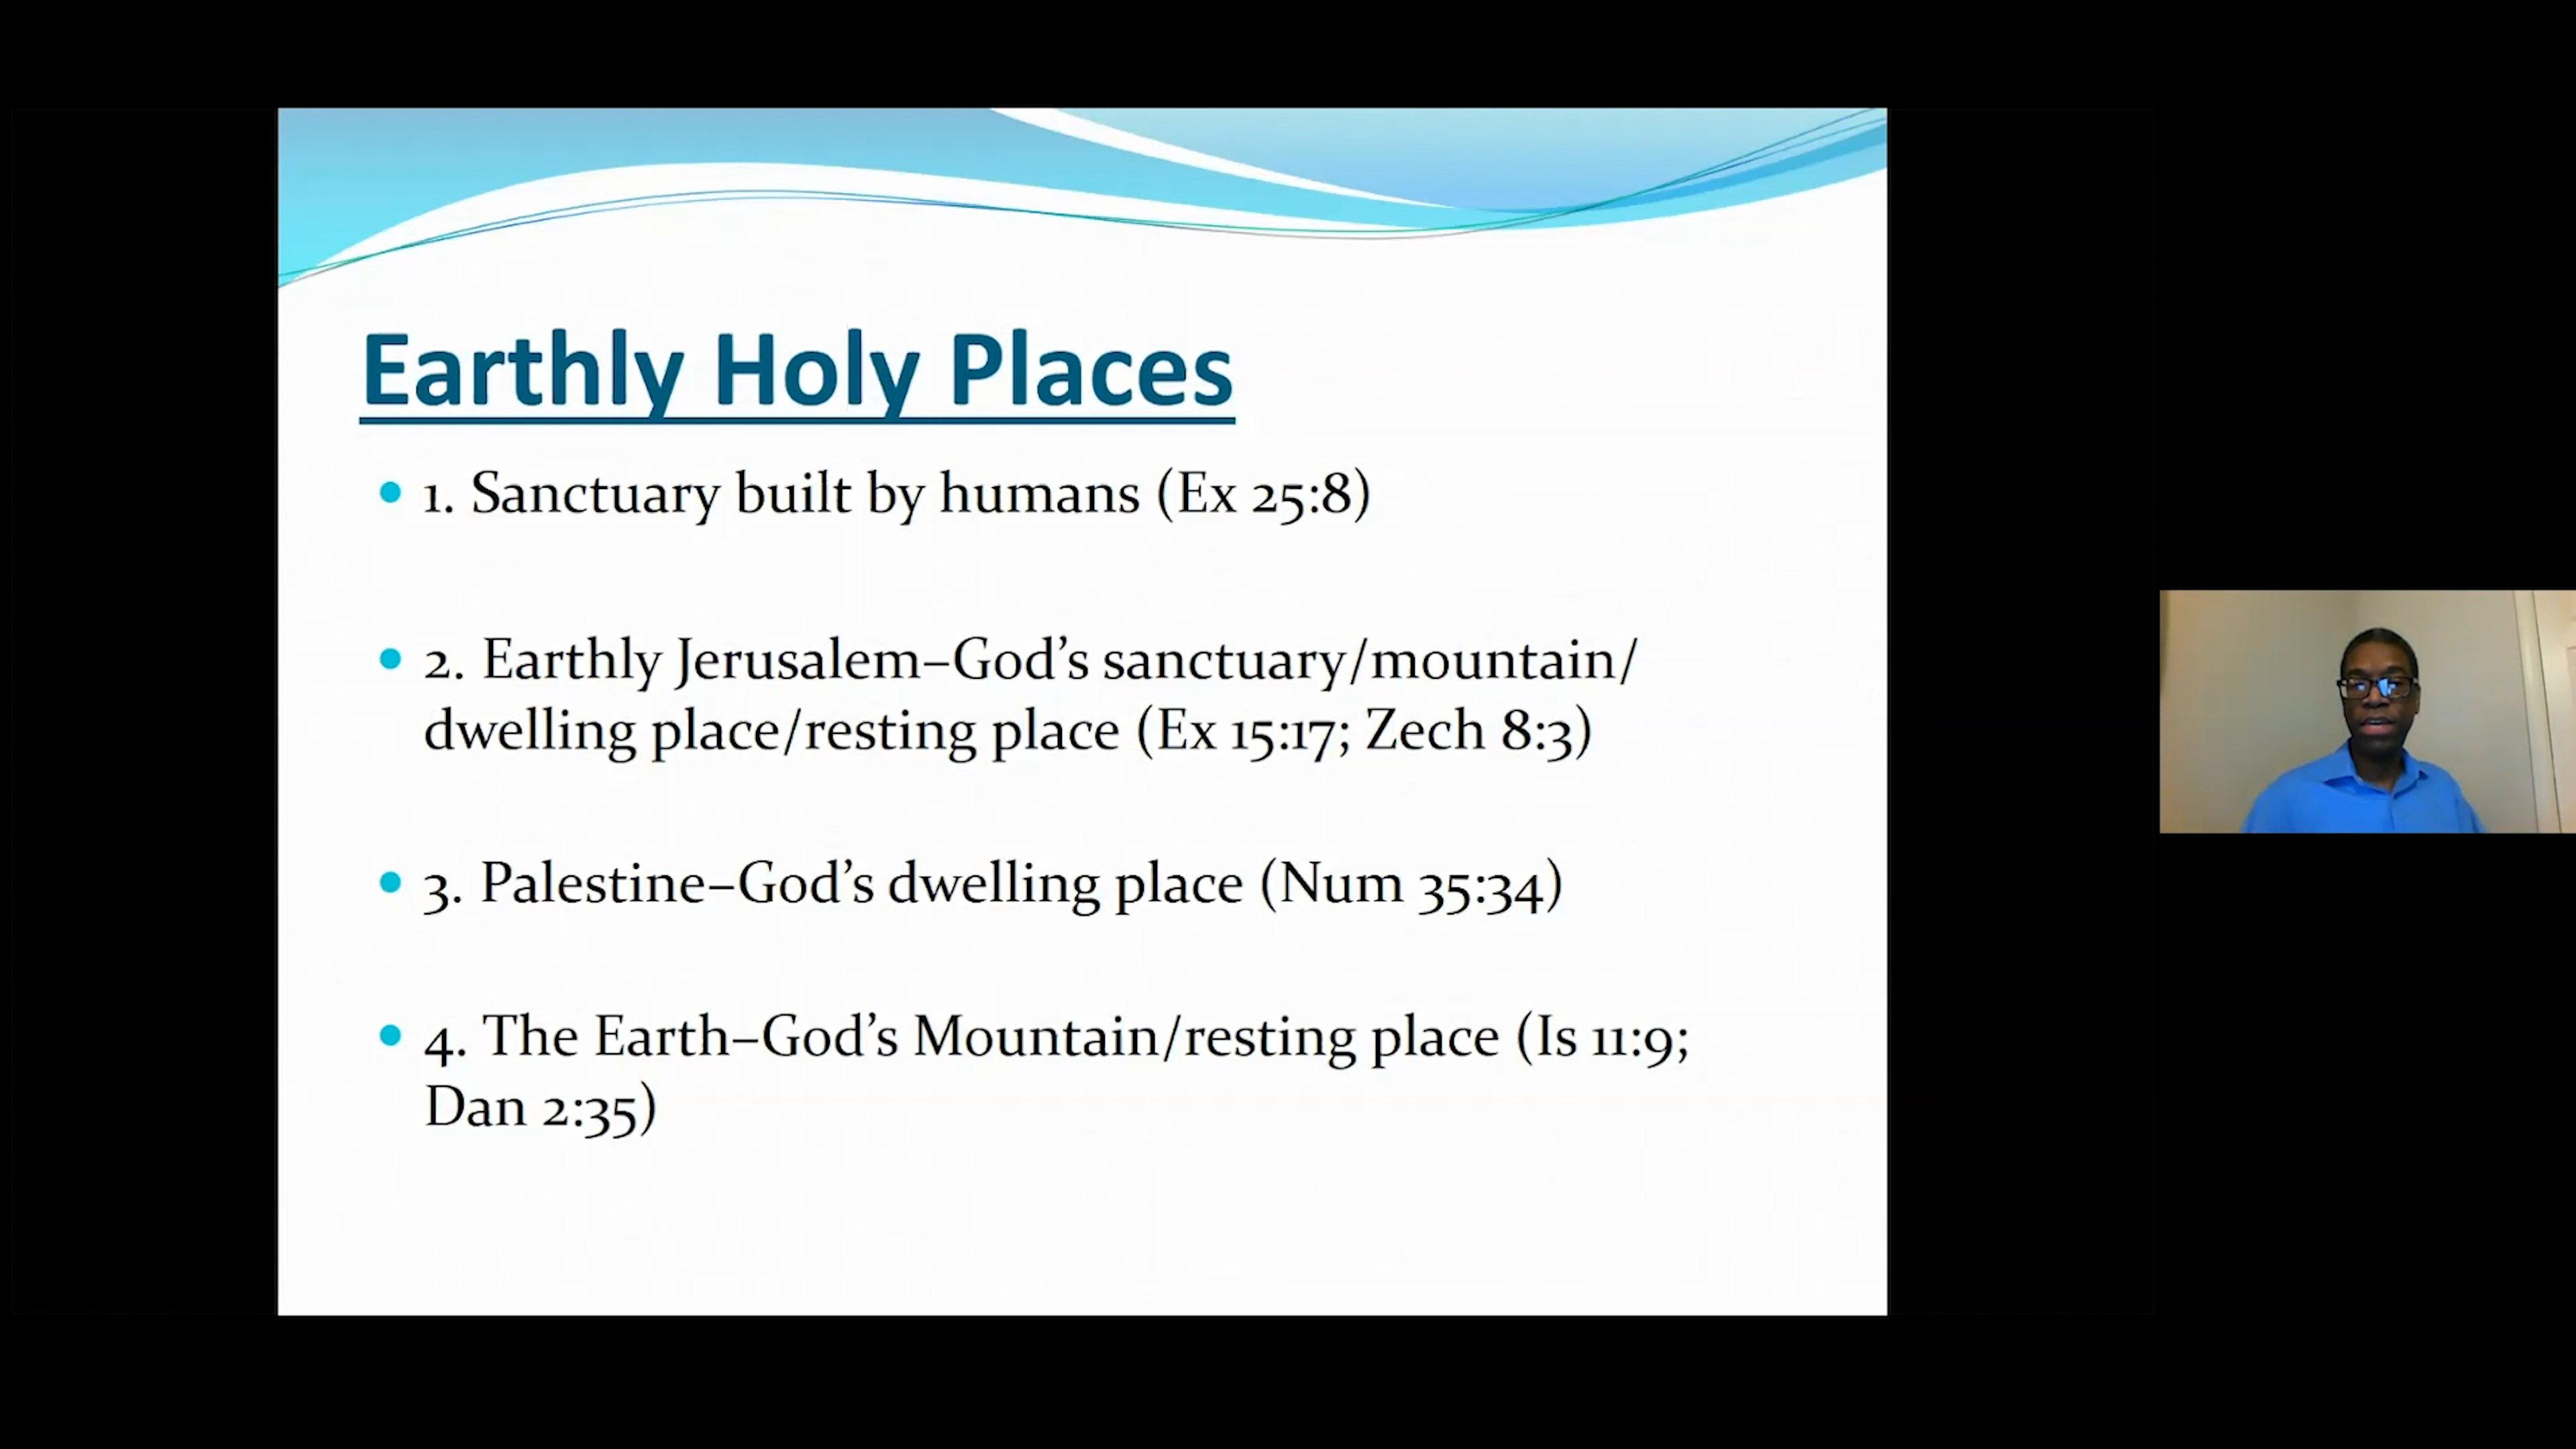 Earthly Holy Places
• 1. Sanctuary built by humans (Ex 25:8)
• 2. Earthly Jerusalem–God’s sanctuary/mountain/
dwelling place/resting place (Ex 15:17; Zech 8:3)
• 3. Palestine–God’s dwelling place (Num 35:34)
• 4. The Earth–God’s Mountain/resting place (Is 11:9;
Dan 2:35)